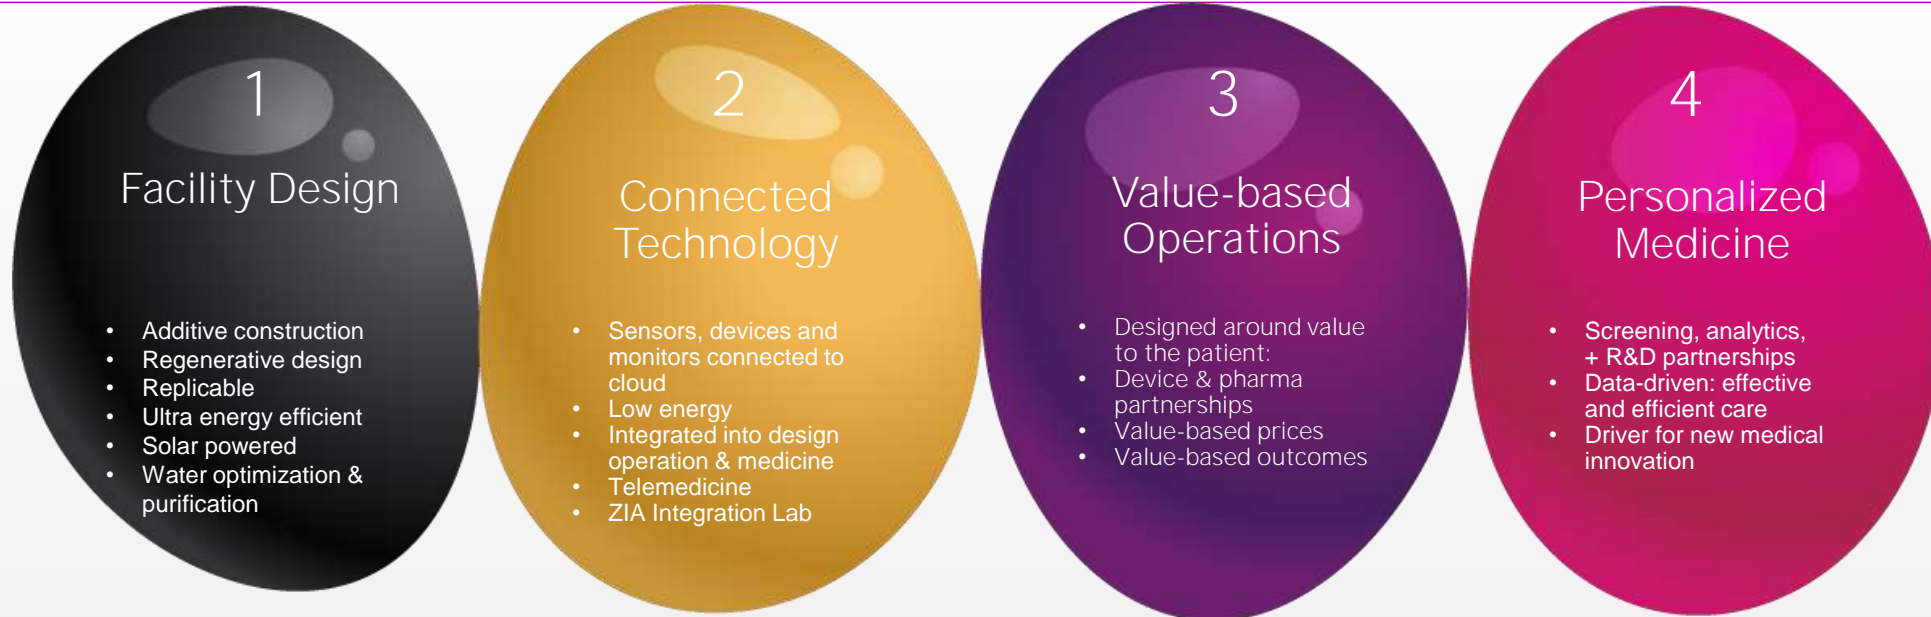 1
Facility Design
• Additive construction
• Regenerative design
• Replicable
• Ultra energy efficient
• Solar powered
• Water optimization &
purification
2
Connected
Technology
• Sensors, devices and
monitors connected to
cloud
• Low energy
• Integrated into design
operation & medicine
• Telemedicine
• ZIA Integration Lab
3
Value-based
Operations
• Designed around value
to the patient:
• Device & pharma
partnerships
• Value-based prices
• Value-based outcomes
4
Personalized
Medicine
• Screening, analytics,
+ R&D partnerships
• Data-driven: effective
and efficient care
• Driver for new medical
innovation